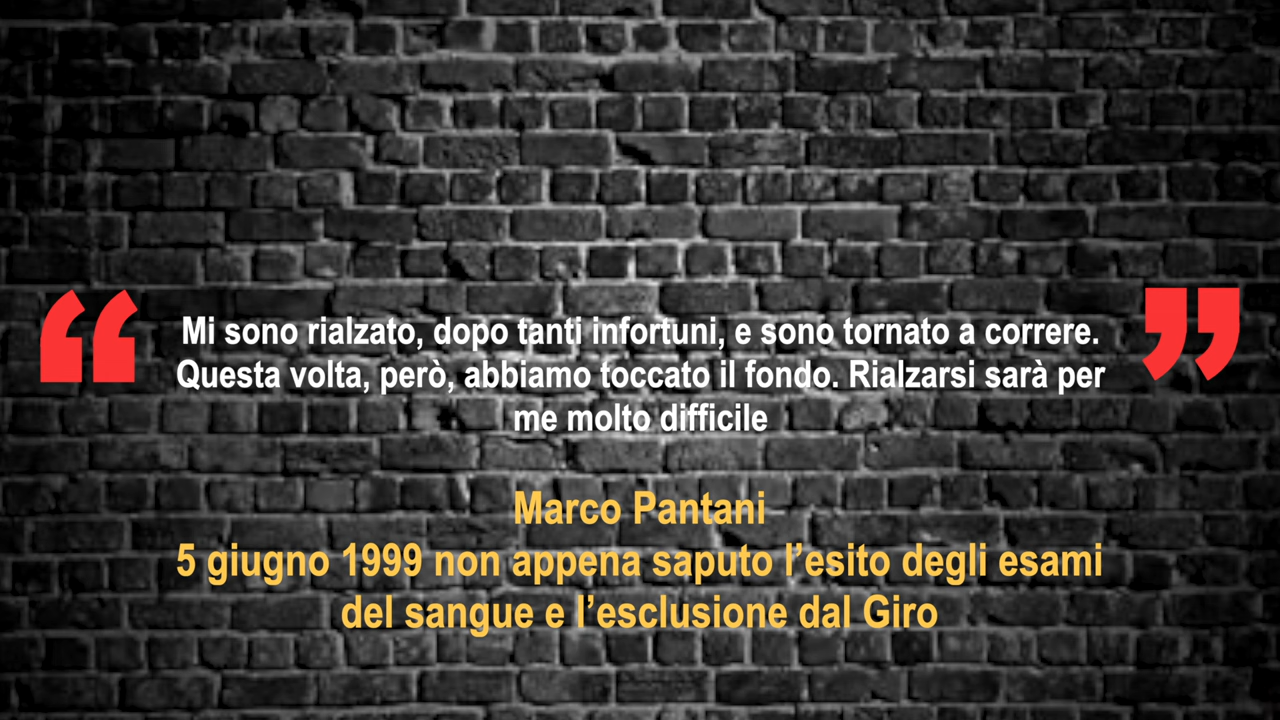 “ Mi sono rialzato, dopo tanti infortuni, e sono tornato a correre. ”
Questa volta, però, abbiamo toccato il fondo. Rialzarsi sarà per
me molto difficile
Marco Pantani
5 giugno 1999 non appena saputo l’esito degli esami
del sangue e l’esclusione dal Giro